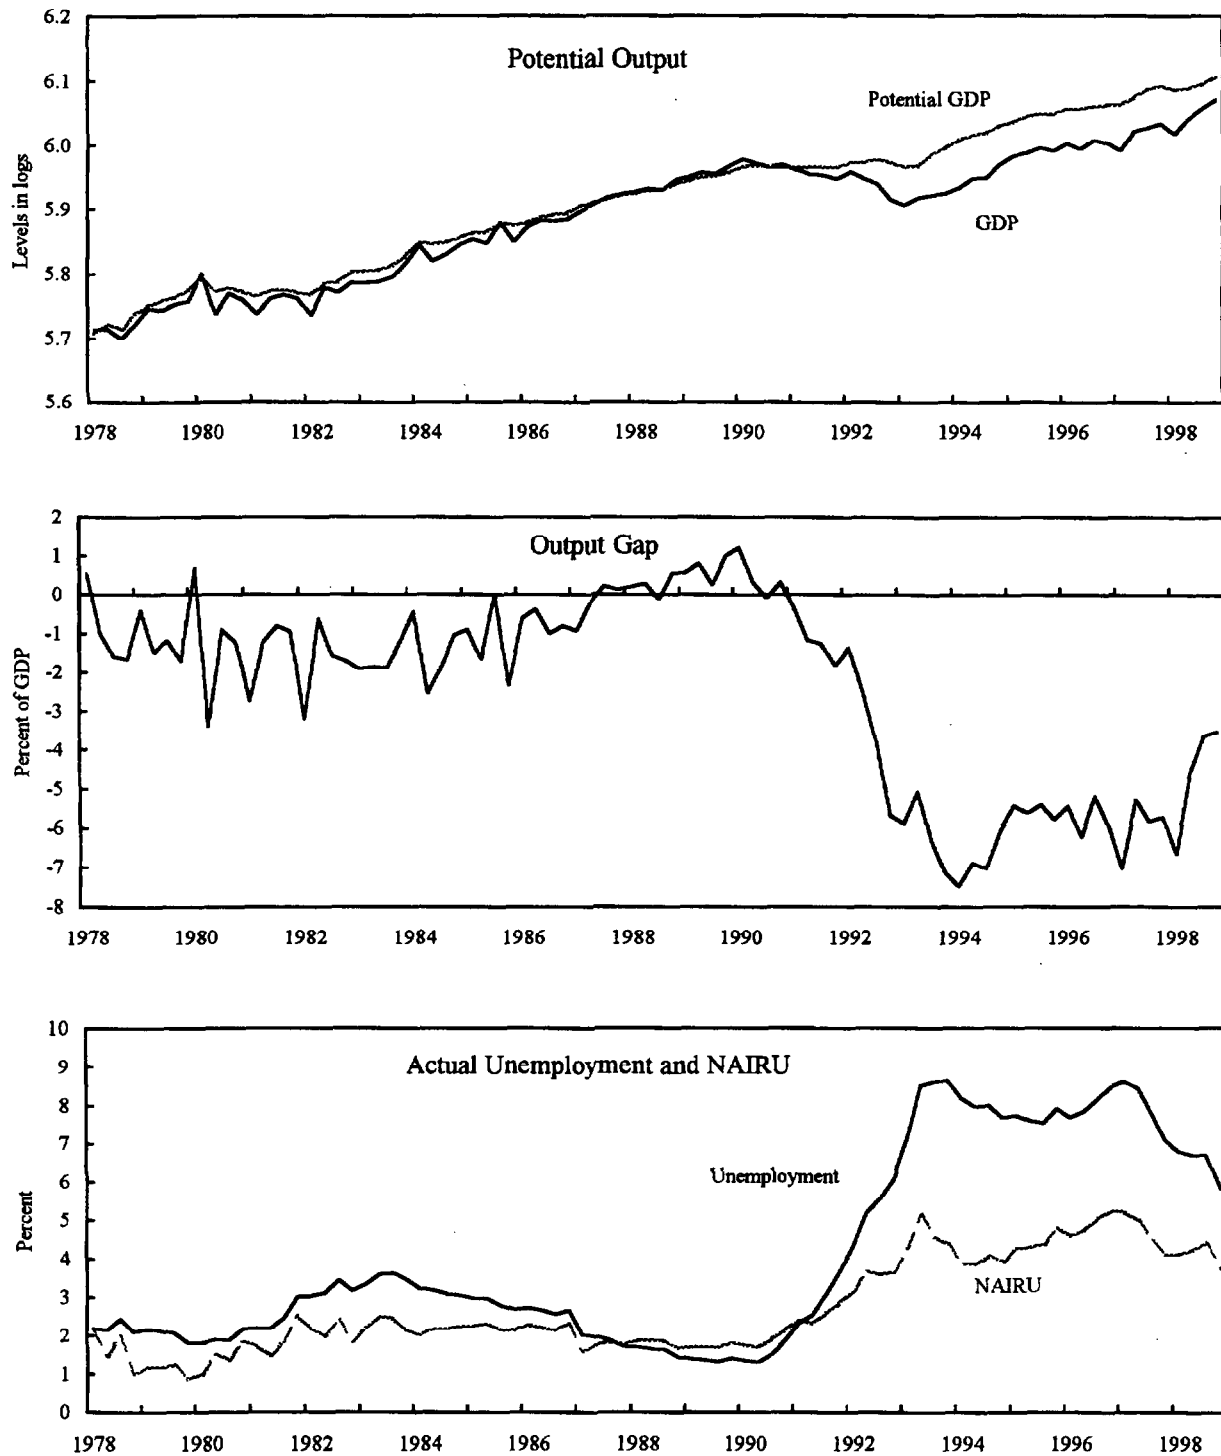 Potential Output
Levels in logs
6.2
6.1
6.0
5.9
5.8
5.7
5.6
Potential GDP
GDP
1978 1980 1982 1984 1986 1988 1990 1992 1994 1996 1998
Output Gap
Percent of GDP
2
1
0
-1
-2
-3
-4
-5
-6
-7
-8
1978 1980 1982 1984 1986 1988 1990 1992 1994 1996 1998
Actual Unemployment and NAIRU
Percent
10
9
8
7
6
5
4
3
2
1
0
Unemployment
NAIRU
1978 1980 1982 1984 1986 1988 1990 1992 1994 1996 1998